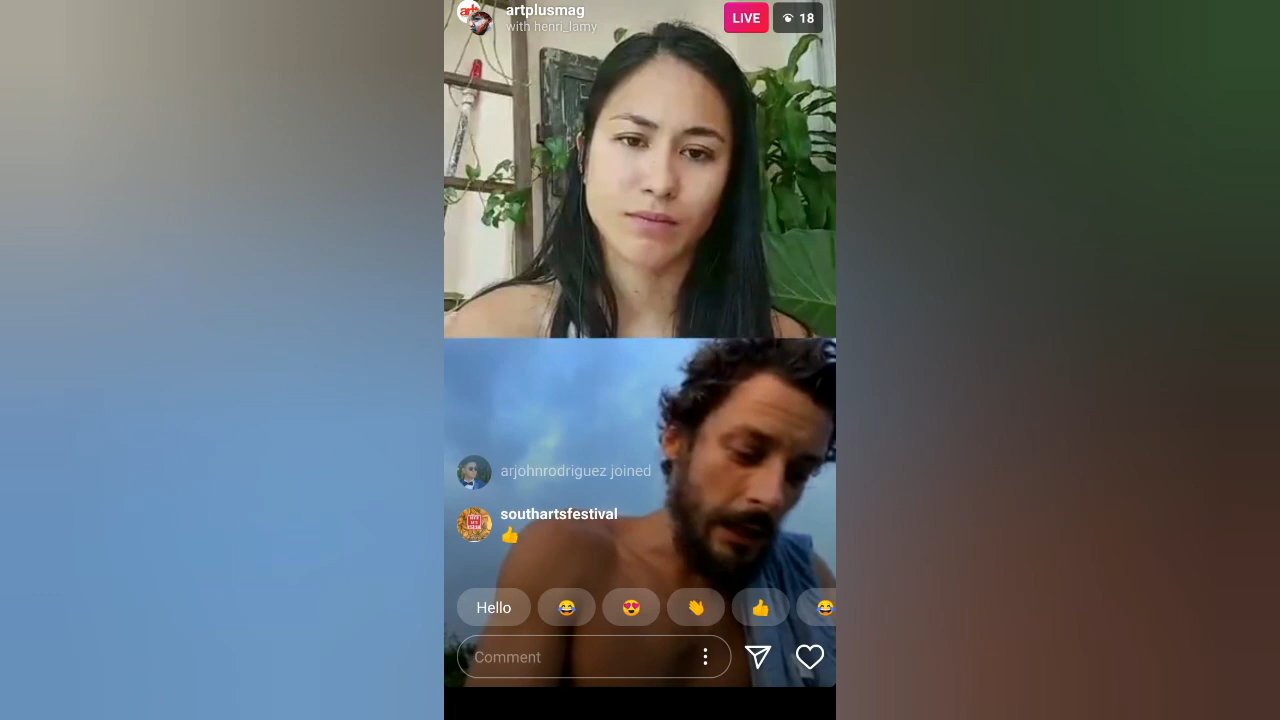 artplusmag
with henri_lamy
LIVE
18
arjohnrodriguez joined
southartsfestival
Hello
Comment